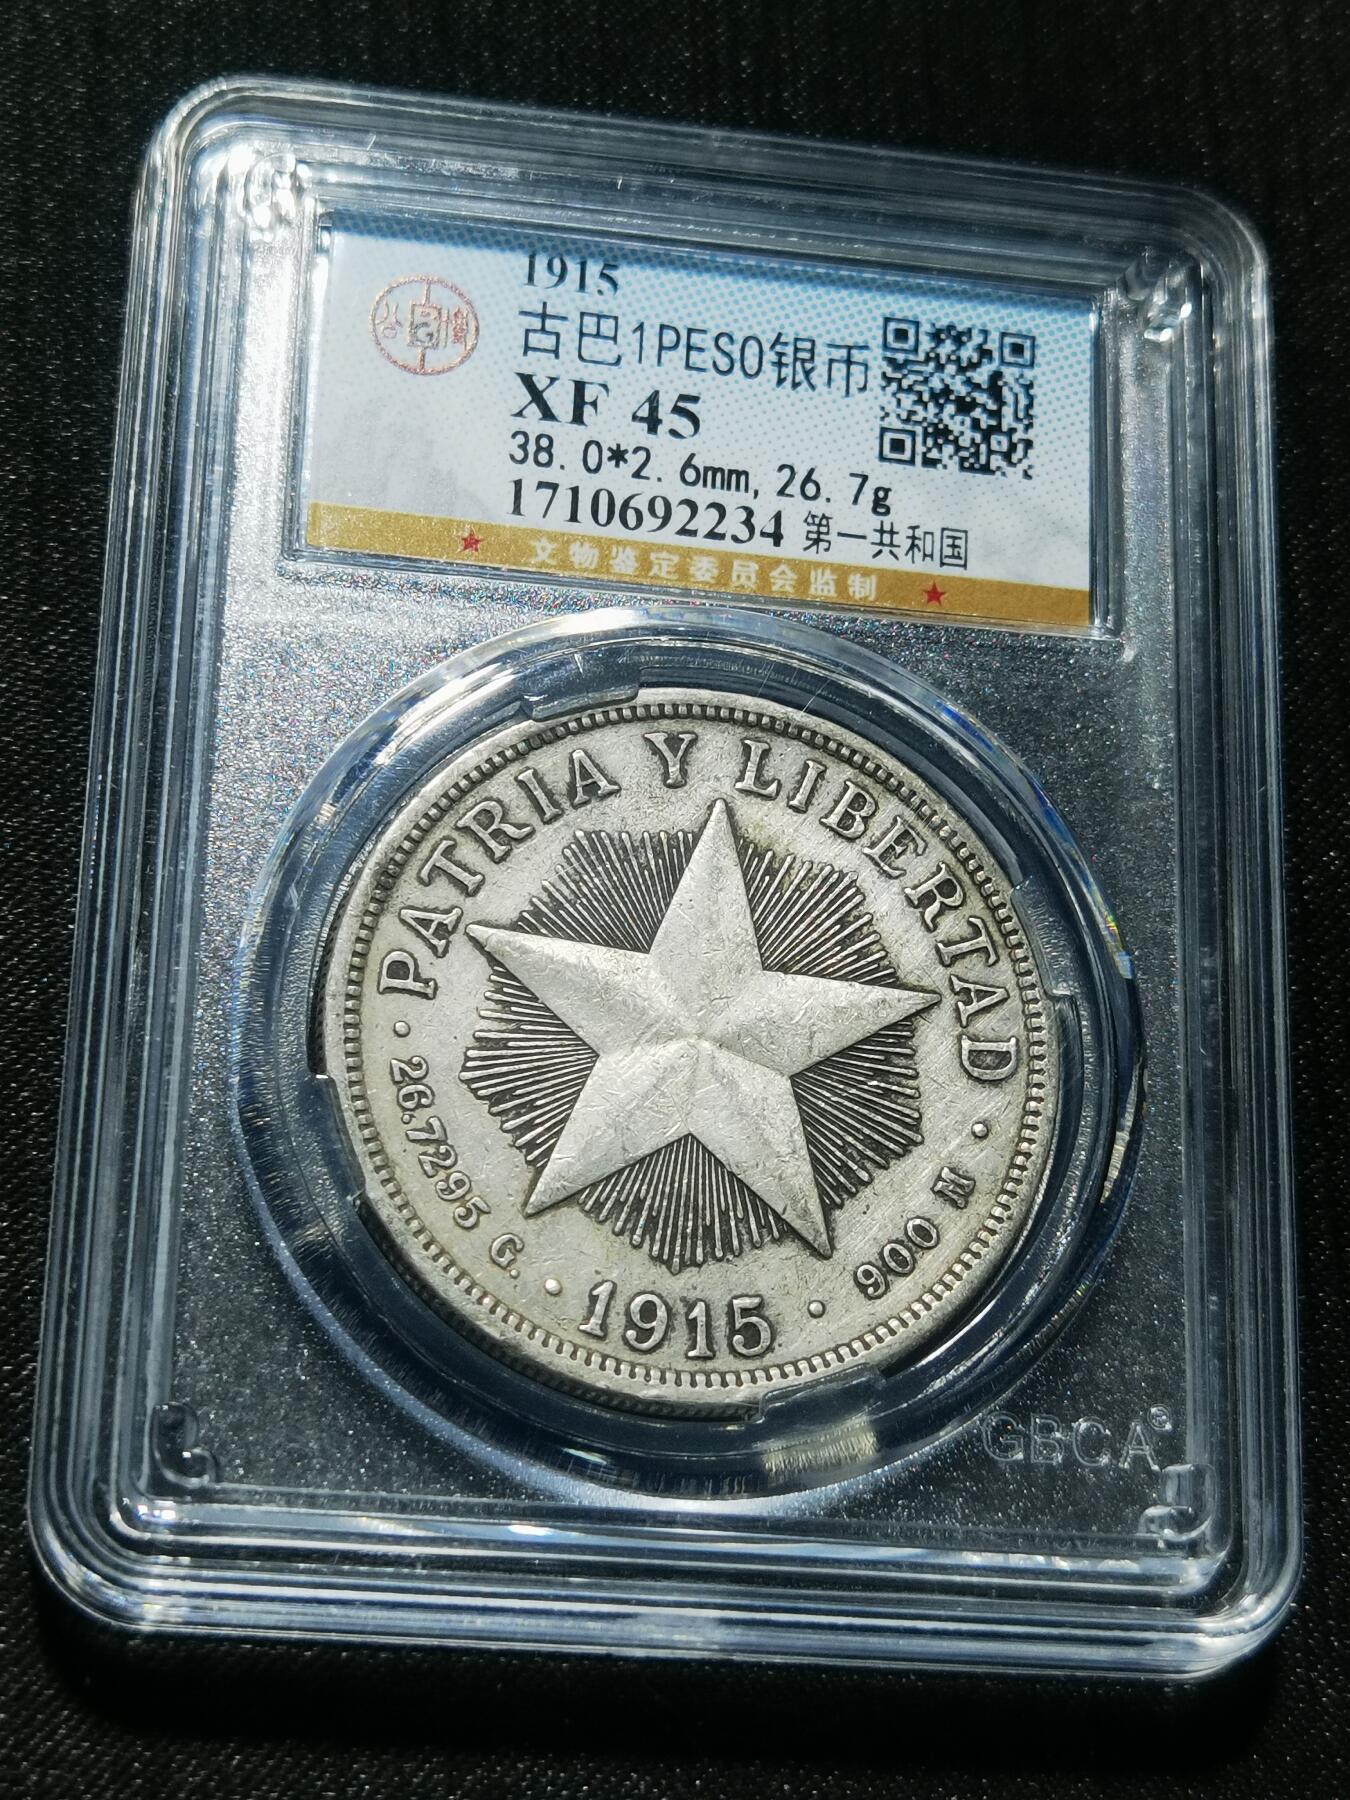 1915
古巴1PESO银币
XF 45
38.0*2.6mm,26.7g
1710692234 第一共和国
★ 文物鉴定委员会监制 ★
· PATRIA Y LIBERTAD ·
26.7295 G. · 1915 · 900 M
GBCA®